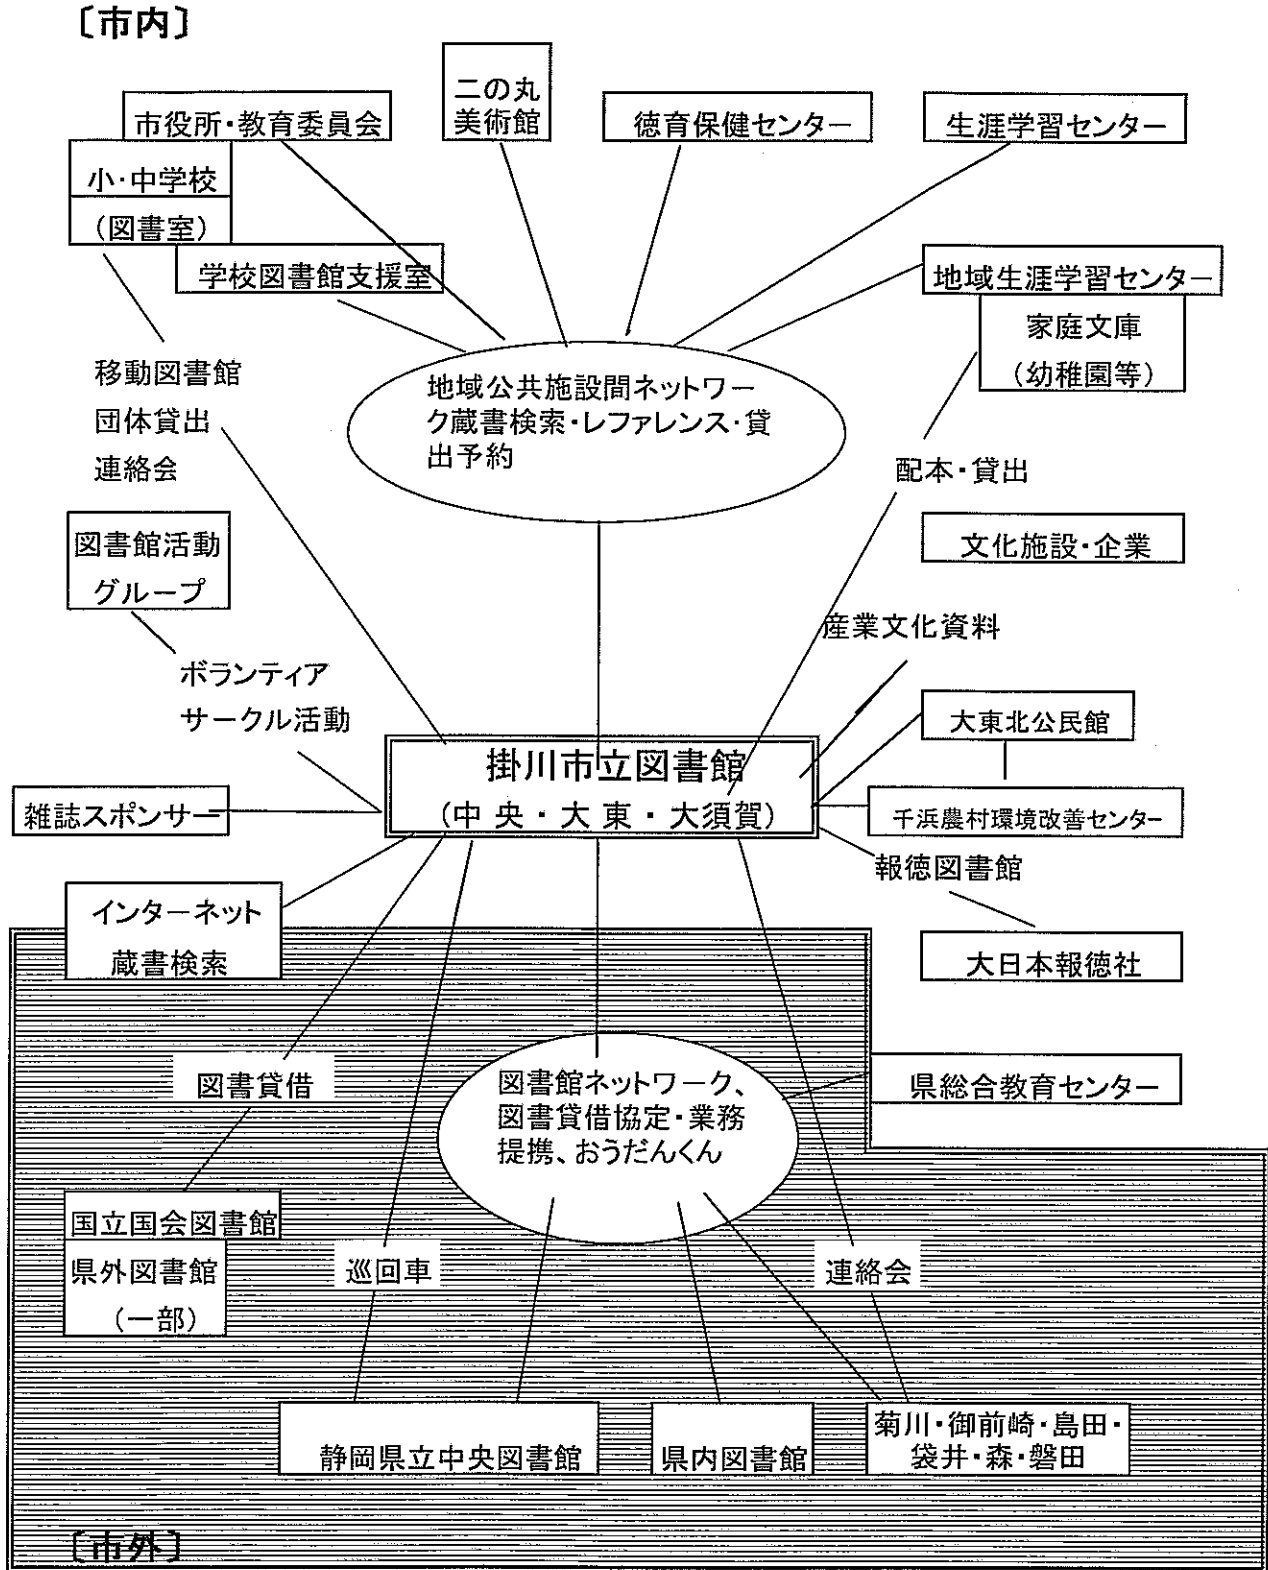 〔市内〕
二の丸
美術館
市役所・教育委員会
徳育保健センター
生涯学習センター
小・中学校
（図書室）
学校図書館支援室
地域生涯学習センター
家庭文庫
（幼稚園等）
移動図書館
団体貸出
連絡会
地域公共施設間ネットワー
ク蔵書検索・レファレンス・貸
出予約
配本・貸出
図書館活動
グループ
文化施設・企業
産業文化資料
ボランティア
サークル活動
大東北公民館
掛川市立図書館
（中央・大東・大須賀）
雑誌スポンサー
千浜農村環境改善センター
報徳図書館
インターネット
蔵書検索
大日本報徳社
図書貸借
図書館ネットワーク、
図書貸借協定・業務
提携、おうだんくん
県総合教育センター
国立国会図書館
県外図書館
（一部）
巡回車
連絡会
静岡県立中央図書館
県内図書館
菊川・御前崎・島田・
袋井・森・磐田
〔市外〕